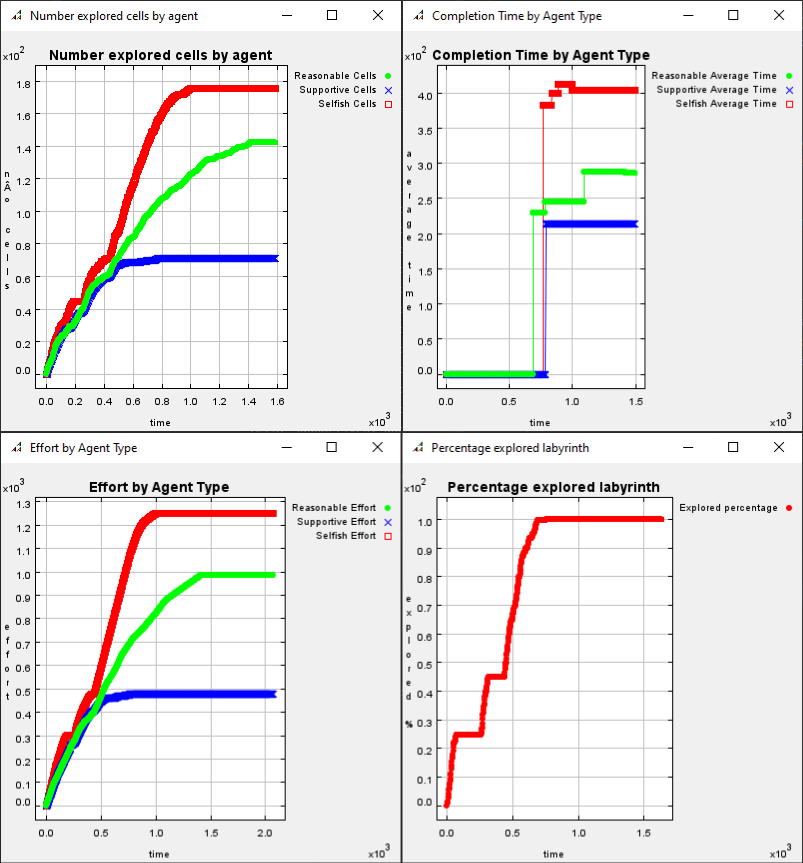 Number explored cells by agent
Number explored cells by agent
x10²
Reasonable Cells
Supportive Cells
Selfish Cells
1.8
1.6
1.4
1.2
1.0
0.8
0.6
0.4
0.2
0.0
nÂº cells
0.0 0.2 0.4 0.6 0.8 1.0 1.2 1.4 1.6
time
x10³
Completion Time by Agent Type
Completion Time by Agent Type
x10²
Reasonable Average Time
Supportive Average Time
Selfish Average Time
4.0
3.5
3.0
2.5
2.0
1.5
1.0
0.5
0.0
average time
0.0 0.5 1.0 1.5
time
x10³
Effort by Agent Type
Effort by Agent Type
x10³
Reasonable Effort
Supportive Effort
Selfish Effort
1.3
1.2
1.1
1.0
0.9
0.8
0.7
0.6
0.5
0.4
0.3
0.2
0.1
0.0
effort
0.0 0.5 1.0 1.5 2.0
time
x10³
Percentage explored labyrinth
Percentage explored labyrinth
x10²
Explored percentage
1.0
0.9
0.8
0.7
0.6
0.5
0.4
0.3
0.2
0.1
0.0
explored %
0.0 0.5 1.0 1.5
time
x10³